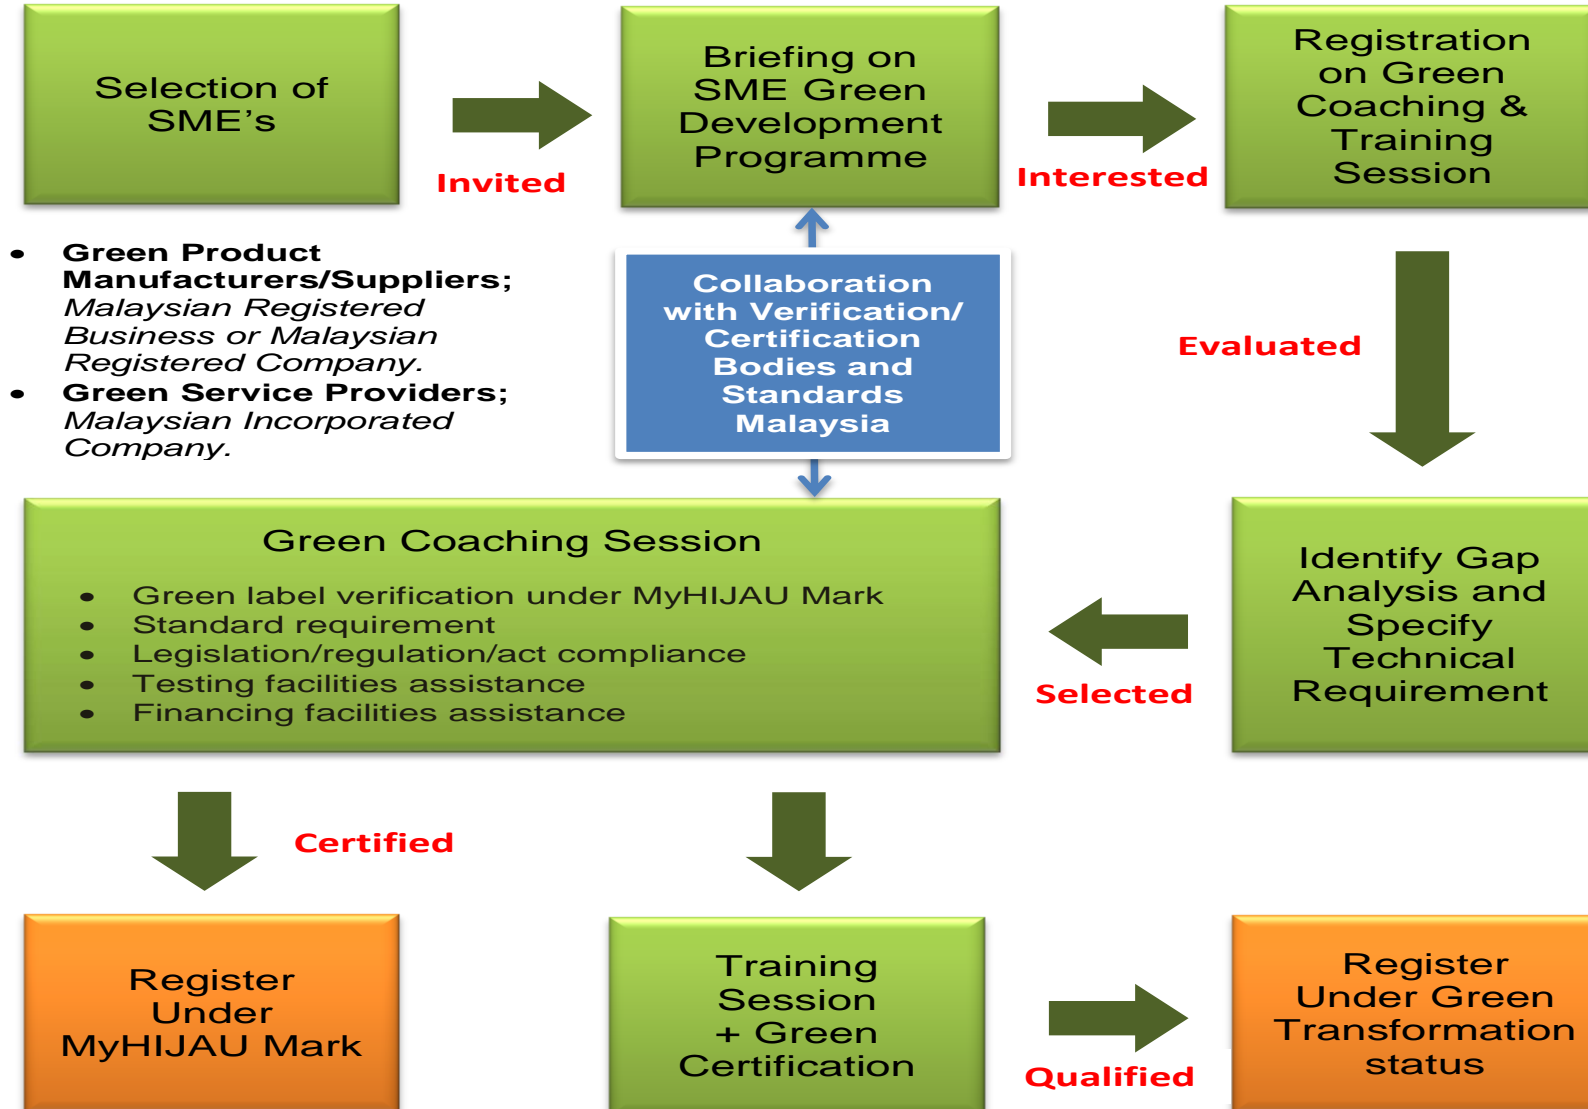 Selection of
SME's
Invited
Briefing on
SME Green
Development
Programme
Interested
Registration
on Green
Coaching &
Training
Session
• Green Product
Manufacturers/Suppliers;
Malaysian Registered
Business or Malaysian
Registered Company.
• Green Service Providers;
Malaysian Incorporated
Company.
Collaboration
with Verification/
Certification
Bodies and
Standards
Malaysia
Evaluated
Identify Gap
Analysis and
Specify
Technical
Requirement
Selected
Green Coaching Session
• Green label verification under MyHIJAU Mark
• Standard requirement
• Legislation/regulation/act compliance
• Testing facilities assistance
• Financing facilities assistance
Certified
Register
Under
MyHIJAU Mark
Training
Session
+ Green
Certification
Qualified
Register
Under Green
Transformation
status